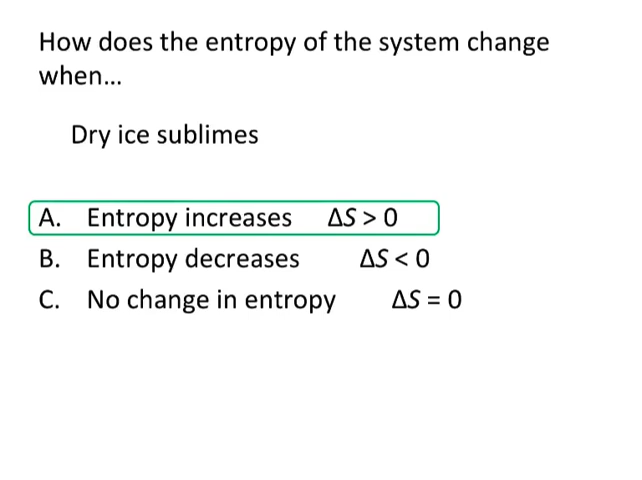 How does the entropy of the system change
when...
Dry ice sublimes
A. Entropy increases ΔS > 0
B. Entropy decreases ΔS < 0
C. No change in entropy ΔS = 0